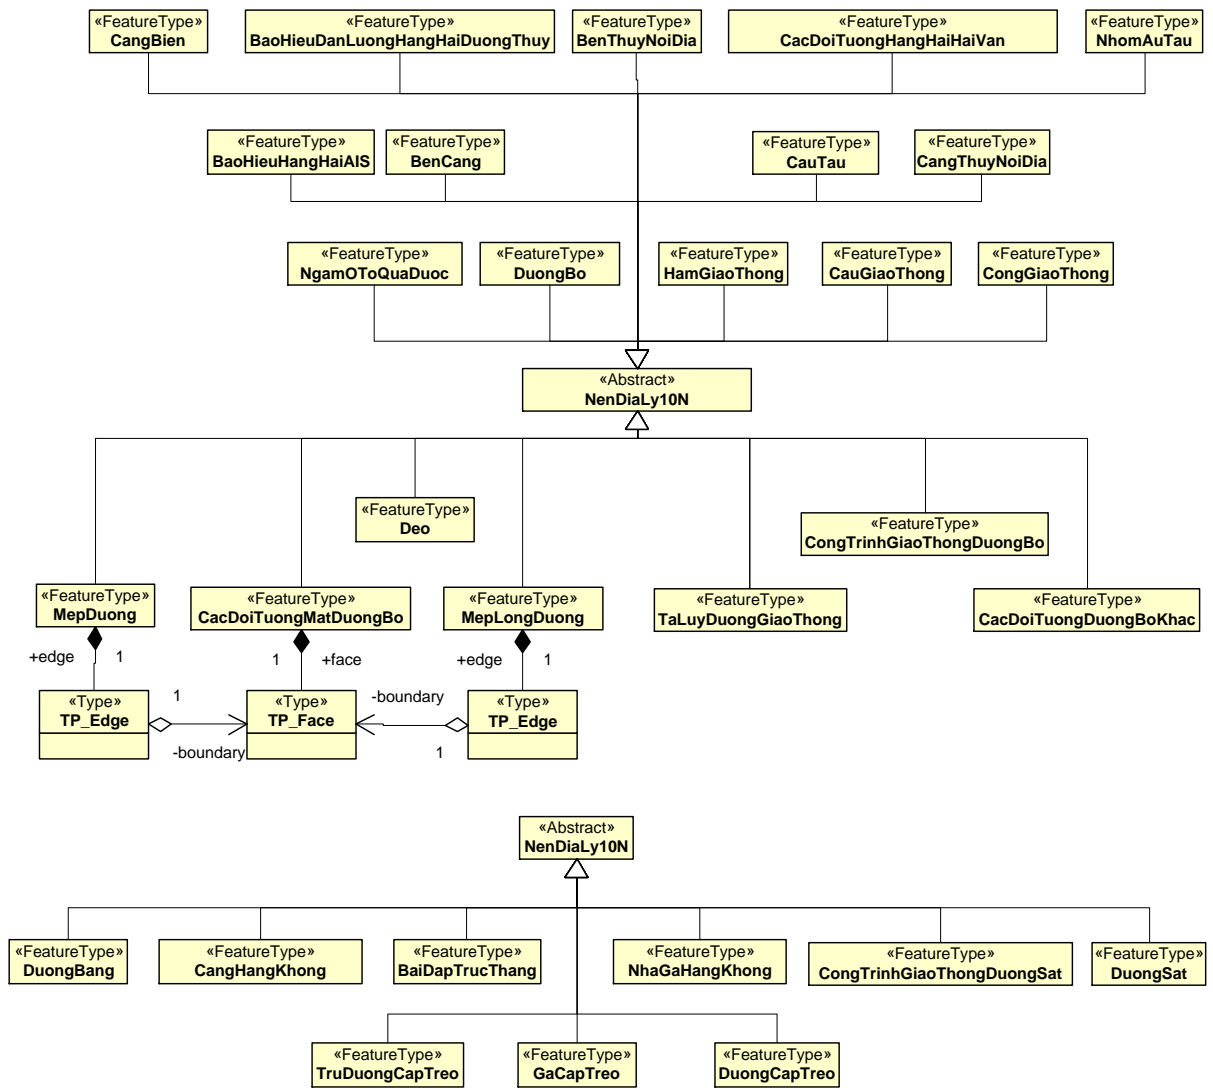 «FeatureType»
CangBien
«FeatureType»
BaoHieuDanLuongHangHaiDuongThuy
«FeatureType»
BenThuyNoiDia
«FeatureType»
CacDoiTuongHangHaiHaiVan
«FeatureType»
NhomAuTau
«FeatureType»
BaoHieuHangHaiAIS
«FeatureType»
BenCang
«FeatureType»
CauTau
«FeatureType»
CangThuyNoiDia
«FeatureType»
NgamOToQuaDuoc
«FeatureType»
DuongBo
«FeatureType»
HamGiaoThong
«FeatureType»
CauGiaoThong
«FeatureType»
CongGiaoThong
«Abstract»
NenDiaLy10N
«FeatureType»
Deo
«FeatureType»
CongTrinhGiaoThongDuongBo
«FeatureType»
MepDuong
«FeatureType»
CacDoiTuongMatDuongBo
«FeatureType»
MepLongDuong
«FeatureType»
TaLuyDuongGiaoThong
«FeatureType»
CacDoiTuongDuongBoKhac
+edge
1
1
+face
+edge
1
«Type»
TP_Edge
1
-boundary
«Type»
TP_Face
-boundary
1
«Type»
TP_Edge
«Abstract»
NenDiaLy10N
«FeatureType»
DuongBang
«FeatureType»
CangHangKhong
«FeatureType»
BaiDapTrucThang
«FeatureType»
NhaGaHangKhong
«FeatureType»
CongTrinhGiaoThongDuongSat
«FeatureType»
DuongSat
«FeatureType»
TruDuongCapTreo
«FeatureType»
GaCapTreo
«FeatureType»
DuongCapTreo